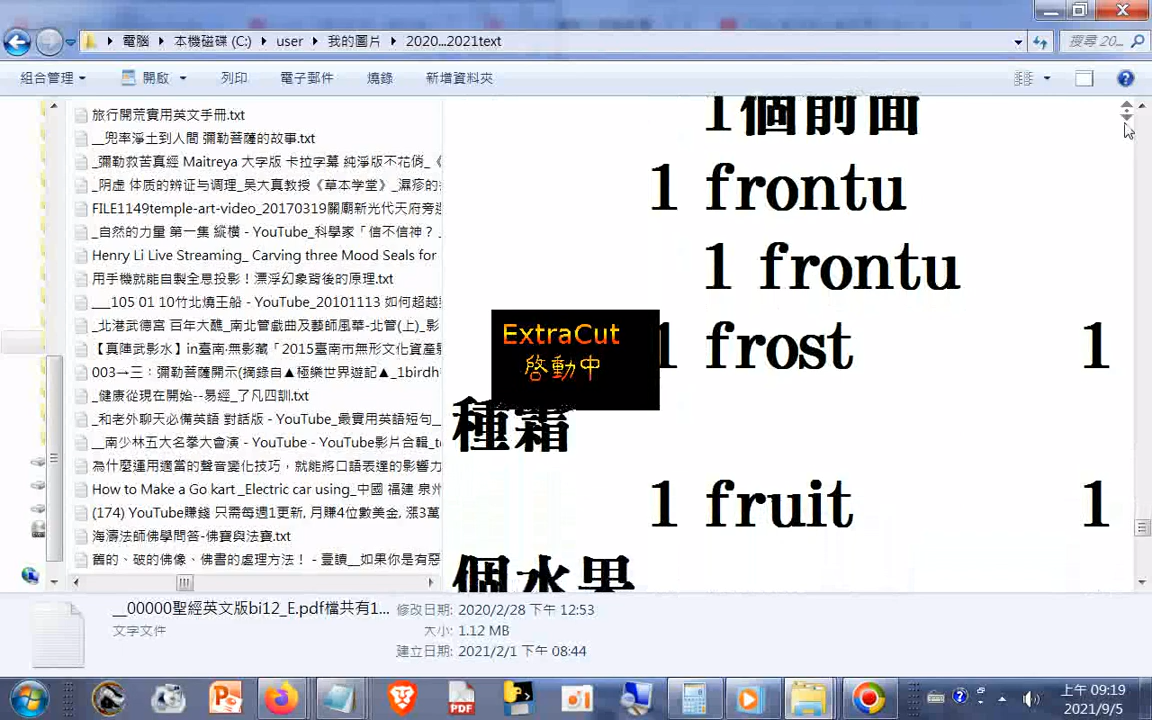 電腦 本機磁碟 (C:) user 我的圖片 2020...2021text
搜尋 20...
組合管理 開啟 列印 電子郵件 燒錄 新增資料夾
旅行開荒實用英文手冊.txt
__兜率淨土到人間 彌勒菩薩的故事.txt
_彌勒救苦真經 Maitreya 大字版 卡拉字幕 純淨版不花俏_《
_阴虚 体质的辨证与调理_吴大真教授《草本学堂》_濕疹的
FILE1149temple-art-video_20170319關廟新光代天府旁邊
_自然的力量 第一集 縱橫 - YouTube_科學家「信不信神？」
Henry Li Live Streaming_ Carving three Mood Seals for
用手機就能自製全息投影！漂浮幻象背後的原理.txt
___105 01 10竹北燒王船 - YouTube_20101113 如何超越
_北港武德宮 百年大醮_南北管戲曲及藝師風華-北管(上)_影
【真陣武影水】in臺南·無影藏「2015臺南市無形文化資產
003→三：彌勒菩薩開示(摘錄自▲極樂世界遊記▲_1birdh
_健康從現在開始--易經_了凡四訓.txt
_和老外聊天必備英語 對話版 - YouTube_最實用英語短句_
__南少林五大名拳大會演 - YouTube - YouTube影片合輯_to
為什麼運用適當的聲音變化技巧，就能將口語表達的影響力
How to Make a Go kart _Electric car using_中國 福建 泉州
(174) YouTube賺錢 只需每週1更新, 月賺4位數美金, 漲3萬
海濤法師佛學問答-佛寶與法寶.txt
舊的、破的佛像、佛書的處理方法！ - 壹讀__如果你是有惡
1個前面
1 frontu
1 frontu
1 frost 1
種霜
1 fruit 1
個水果
ExtraCut
啓動中
__00000聖經英文版bi12_E.pdf檔共有1...
文字文件
修改日期: 2020/2/28 下午 12:53
大小: 1.12 MB
建立日期: 2021/2/1 下午 08:44
PDF
上午 09:19
2021/9/5